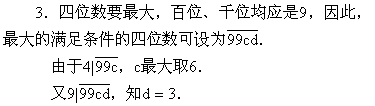 3．四位数要最大，百位、千位均应是9，因此，
最大的满足条件的四位数可设为99cd．
由于4|99c，c最大取6．
又9|99cd，知d = 3．